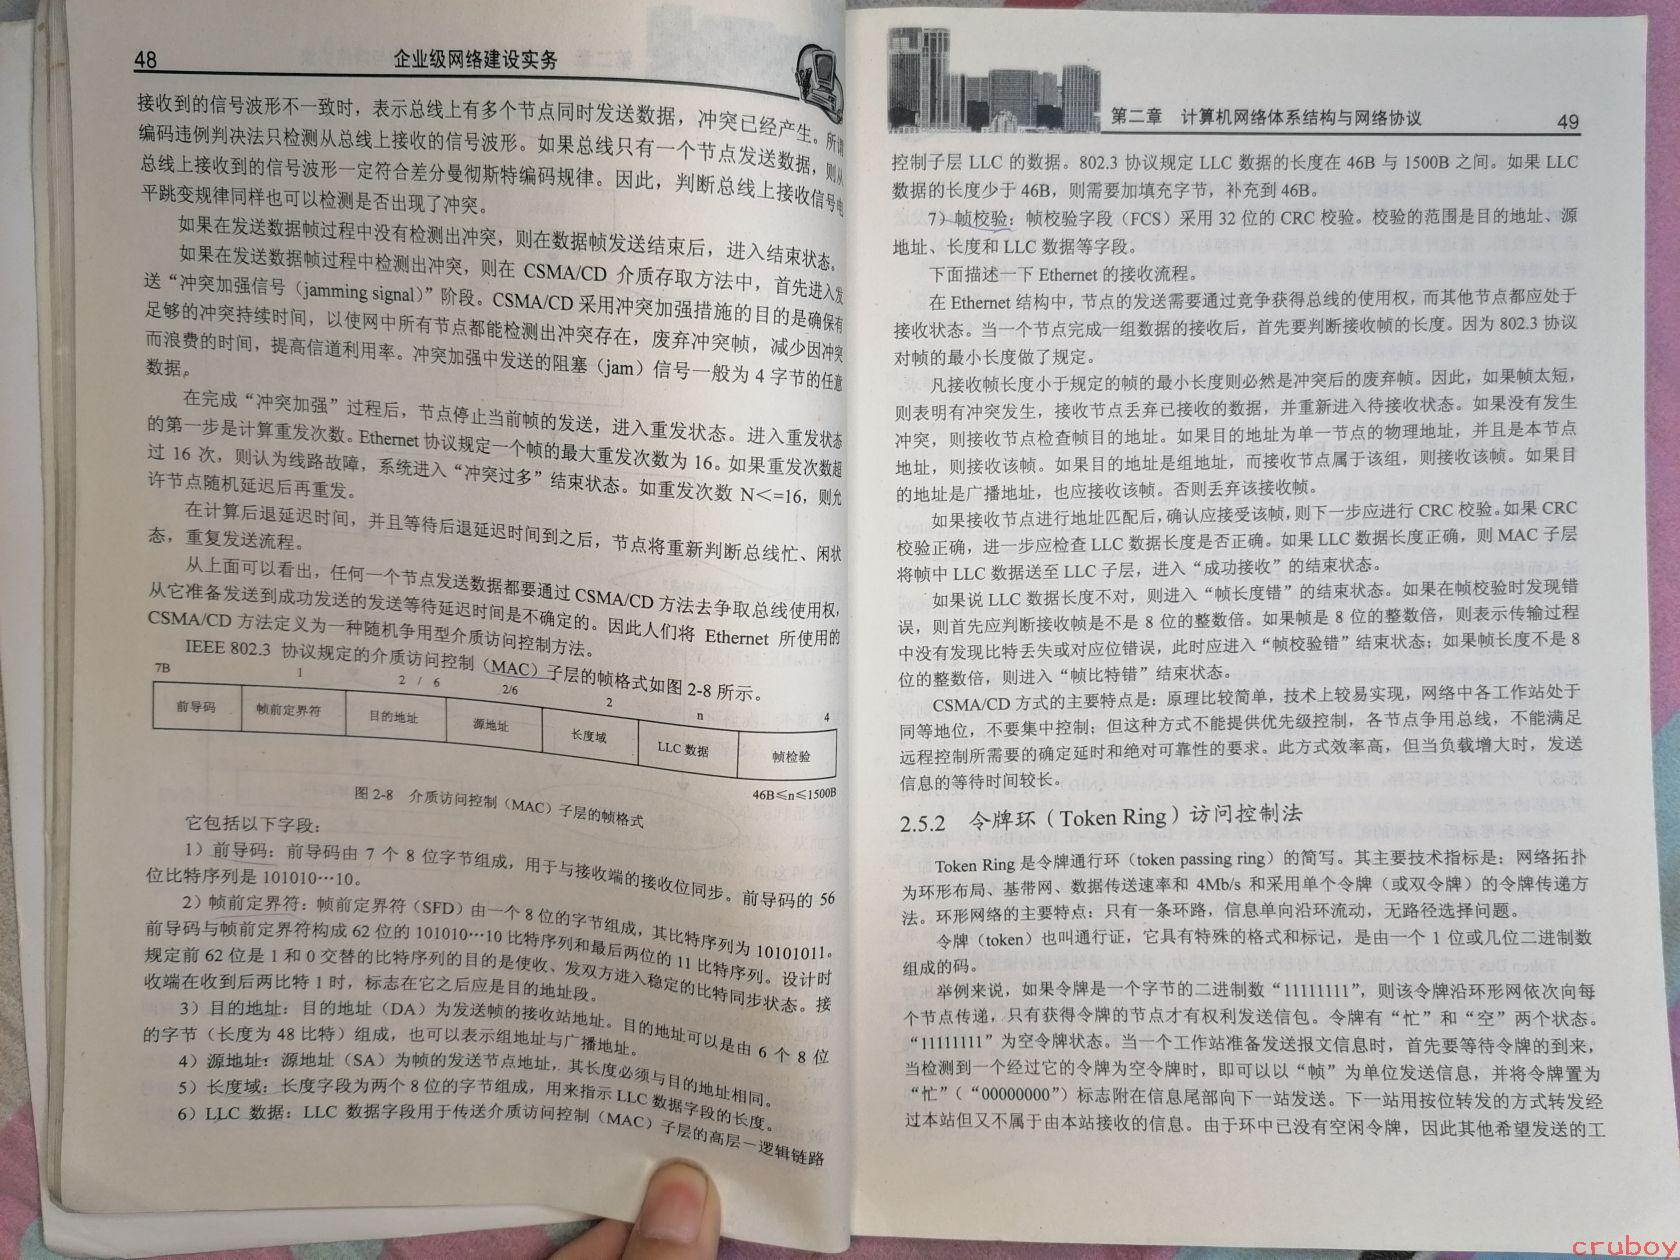 48
企业级网络建设实务
接收到的信号波形不一致时，表示总线上有多个节点同时发送数据，冲突已经产生。所谓
编码违例判决法只检测从总线上接收的信号波形。如果总线只有一个节点发送数据，则从
总线上接收到的信号波形一定符合差分曼彻斯特编码规律。因此，判断总线上接收信号电
平跳变规律同样也可以检测是否出现了冲突。
如果在发送数据帧过程中没有检测出冲突，则在数据帧发送结束后，进入结束状态。
如果在发送数据帧过程中检测出冲突，则在 CSMA/CD 介质存取方法中，首先进入发
送“冲突加强信号（jamming signal）”阶段。CSMA/CD 采用冲突加强措施的目的是确保有
足够的冲突持续时间，以使网中所有节点都能检测出冲突存在，废弃冲突帧，减少因冲突
而浪费的时间，提高信道利用率。冲突加强中发送的阻塞（jam）信号一般为 4 字节的任意
数据。
在完成“冲突加强”过程后，节点停止当前帧的发送，进入重发状态。进入重发状态
的第一步是计算重发次数。Ethernet 协议规定一个帧的最大重发次数为 16。如果重发次数超
过 16 次，则认为线路故障，系统进入“冲突过多”结束状态。如重发次数 N＜=16，则允
许节点随机延迟后再重发。
在计算后退延迟时间，并且等待后退延迟时间到之后，节点将重新判断总线忙、闲状
态，重复发送流程。
从上面可以看出，任何一个节点发送数据都要通过 CSMA/CD 方法去争取总线使用权，
从它准备发送到成功发送的发送等待延迟时间是不确定的。因此人们将 Ethernet 所使用的
CSMA/CD 方法定义为一种随机争用型介质访问控制方法。
IEEE 802.3 协议规定的介质访问控制（MAC）子层的帧格式如图 2-8 所示。
7B 1 2 / 6 2/6 2 n 4
前导码 帧前定界符 目的地址 源地址 长度域 LLC 数据 帧检验
46B≤n≤1500B
图 2-8 介质访问控制（MAC）子层的帧格式
它包括以下字段：
1）前导码：前导码由 7 个 8 位字节组成，用于与接收端的接收位同步。前导码的 56
位比特序列是 101010…10。
2）帧前定界符：帧前定界符（SFD）由一个 8 位的字节组成，其比特序列为 10101011。
前导码与帧前定界符构成 62 位的 101010…10 比特序列和最后两位的 11 比特序列。设计时
规定前 62 位是 1 和 0 交替的比特序列的目的是使收、发双方进入稳定的比特同步状态。接
收端在收到后两比特 1 时，标志在它之后应是目的地址段。
3）目的地址：目的地址（DA）为发送帧的接收站地址。目的地址可以是由 6 个 8 位
的字节（长度为 48 比特）组成，也可以表示组地址与广播地址。
4）源地址：源地址（SA）为帧的发送节点地址，其长度必须与目的地址相同。
5）长度域：长度字段为两个 8 位的字节组成，用来指示 LLC 数据字段的长度。
6）LLC 数据：LLC 数据字段用于传送介质访问控制（MAC）子层的高层－逻辑链路
第二章 计算机网络体系结构与网络协议
49
控制子层 LLC 的数据。802.3 协议规定 LLC 数据的长度在 46B 与 1500B 之间。如果 LLC
数据的长度少于 46B，则需要加填充字节，补充到 46B。
7）帧校验：帧校验字段（FCS）采用 32 位的 CRC 校验。校验的范围是目的地址、源
地址、长度和 LLC 数据等字段。
下面描述一下 Ethernet 的接收流程。
在 Ethernet 结构中，节点的发送需要通过竞争获得总线的使用权，而其他节点都应处于
接收状态。当一个节点完成一组数据的接收后，首先要判断接收帧的长度。因为 802.3 协议
对帧的最小长度做了规定。
凡接收帧长度小于规定的帧的最小长度则必然是冲突后的废弃帧。因此，如果帧太短，
则表明有冲突发生，接收节点丢弃已接收的数据，并重新进入待接收状态。如果没有发生
冲突，则接收节点检查帧目的地址。如果目的地址为单一节点的物理地址，并且是本节点
地址，则接收该帧。如果目的地址是组地址，而接收节点属于该组，则接收该帧。如果目
的地址是广播地址，也应接收该帧。否则丢弃该接收帧。
如果接收节点进行地址匹配后，确认应接受该帧，则下一步应进行 CRC 校验。如果 CRC
校验正确，进一步应检查 LLC 数据长度是否正确。如果 LLC 数据长度正确，则 MAC 子层
将帧中 LLC 数据送至 LLC 子层，进入“成功接收”的结束状态。
如果说 LLC 数据长度不对，则进入“帧长度错”的结束状态。如果在帧校验时发现错
误，则首先应判断接收帧是不是 8 位的整数倍。如果帧是 8 位的整数倍，则表示传输过程
中没有发现比特丢失或对应位错误，此时应进入“帧校验错”结束状态；如果帧长度不是 8
位的整数倍，则进入“帧比特错”结束状态。
CSMA/CD 方式的主要特点是：原理比较简单，技术上较易实现，网络中各工作站处于
同等地位，不要集中控制；但这种方式不能提供优先级控制，各节点争用总线，不能满足
远程控制所需要的确定延时和绝对可靠性的要求。此方式效率高，但当负载增大时，发送
信息的等待时间较长。
2.5.2 令牌环（Token Ring）访问控制法
Token Ring 是令牌通行环（token passing ring）的简写。其主要技术指标是：网络拓扑
为环形布局、基带网、数据传送速率和 4Mb/s 和采用单个令牌（或双令牌）的令牌传递方
法。环形网络的主要特点：只有一条环路，信息单向沿环流动，无路径选择问题。
令牌（token）也叫通行证，它具有特殊的格式和标记，是由一个 1 位或几位二进制数
组成的码。
举例来说，如果令牌是一个字节的二进制数“11111111”，则该令牌沿环形网依次向每
个节点传递，只有获得令牌的节点才有权利发送信包。令牌有“忙”和“空”两个状态。
“11111111”为空令牌状态。当一个工作站准备发送报文信息时，首先要等待令牌的到来，
当检测到一个经过它的令牌为空令牌时，即可以以“帧”为单位发送信息，并将令牌置为
“忙”（“00000000”）标志附在信息尾部向下一站发送。下一站用按位转发的方式转发经
过本站但又不属于由本站接收的信息。由于环中已没有空闲令牌，因此其他希望发送的工
cruboy